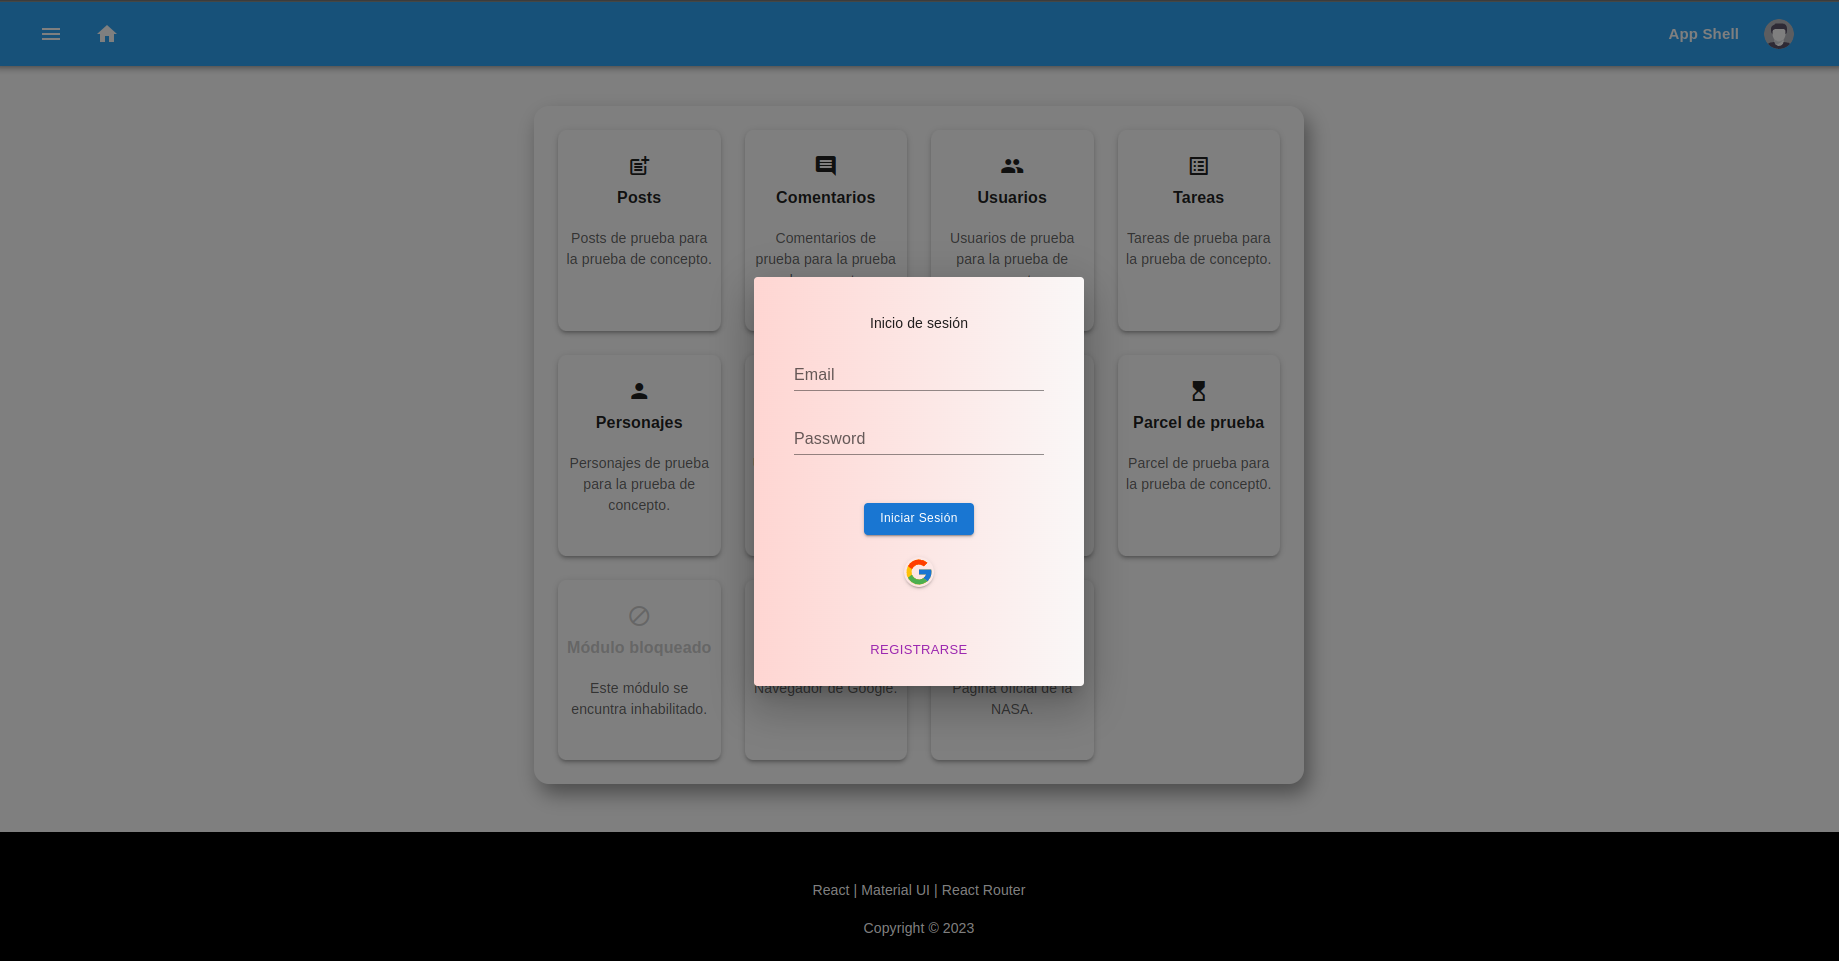 App Shell
Posts
Posts de prueba para
la prueba de concepto.
Comentarios
Comentarios de
prueba para la prueba
Usuarios
Usuarios de prueba
para la prueba de
Tareas
Tareas de prueba para
la prueba de concepto.
Inicio de sesión
Email
Password
Iniciar Sesión
REGISTRARSE
Personajes
Personajes de prueba
para la prueba de
concepto.
Parcel de prueba
Parcel de prueba para
la prueba de concept0.
Módulo bloqueado
Este módulo se
encuntra inhabilitado.
Navegador de Google.
Página oficial de la
NASA.
React | Material UI | React Router
Copyright © 2023